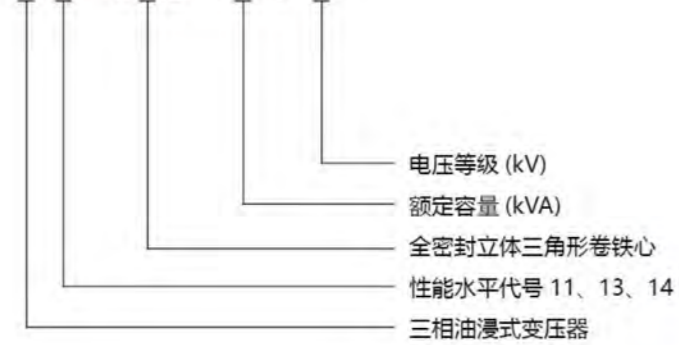 电压等级 (kV)
额定容量 (kVA)
全密封立体三角形卷铁心
性能水平代号 11、13、14
三相油浸式变压器